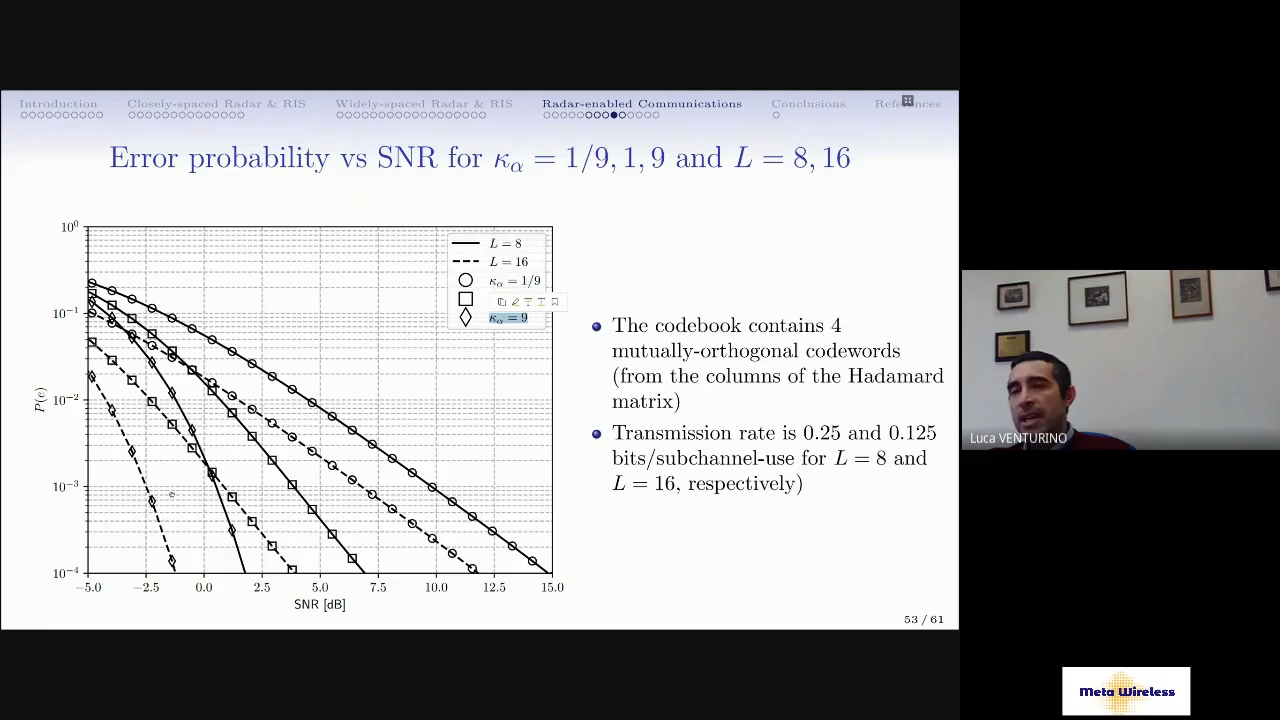 Introduction Closely-spaced Radar & RIS Widely-spaced Radar & RIS Radar-enabled Communications Conclusions
Error probability vs SNR for κα = 1/9, 1, 9 and L = 8, 16
10⁰
10⁻¹
10⁻²
10⁻³
10⁻⁴
P(e)
L = 8
L = 16
κα = 1/9
κα = 9
−5.0 −2.5 0.0 2.5 5.0 7.5 10.0 12.5 15.0
SNR [dB]
The codebook contains 4
mutually-orthogonal codewords
(from the columns of the Hadamard
matrix)
Transmission rate is 0.25 and 0.125
bits/subchannel-use for L = 8 and
L = 16, respectively)
53 / 61
Luca VENTURINO
Meta Wireless